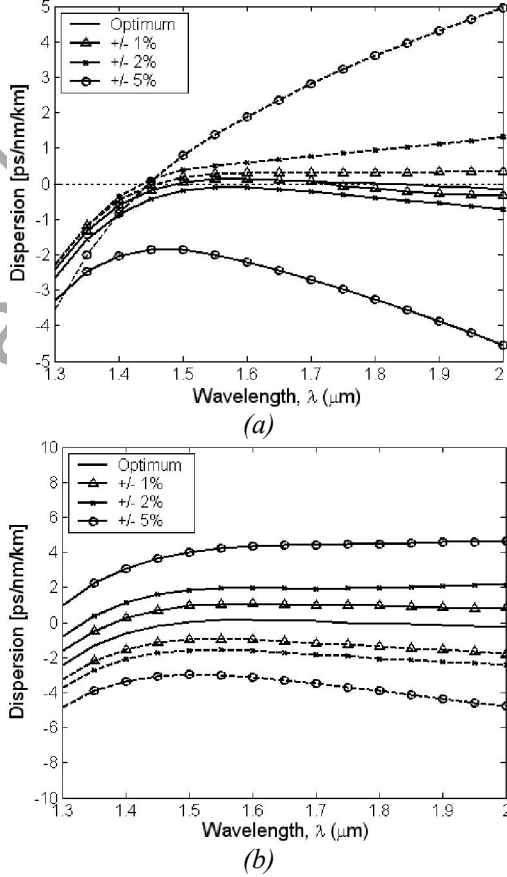 5
4
3
2
1
0
-1
-2
-3
-4
-5
Dispersion [ps/nm/km]
Optimum
+/- 1%
+/- 2%
+/- 5%
1.3 1.4 1.5 1.6 1.7 1.8 1.9 2
Wavelength, λ (μm)
(a)
10
8
6
4
2
0
-2
-4
-6
-8
-10
Dispersion [ps/nm/km]
Optimum
+/- 1%
+/- 2%
+/- 5%
1.3 1.4 1.5 1.6 1.7 1.8 1.9 2
Wavelength, λ (μm)
(b)